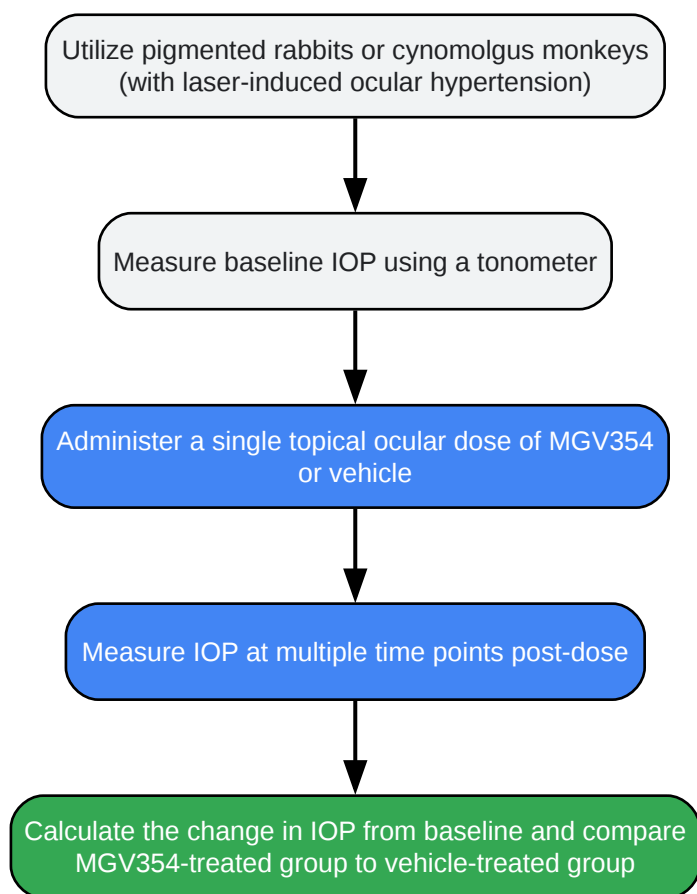 Utilize pigmented rabbits or cynomolgus monkeys
(with laser-induced ocular hypertension)
Measure baseline IOP using a tonometer
Administer a single topical ocular dose of MGV354
or vehicle
Measure IOP at multiple time points post-dose
Calculate the change in IOP from baseline and compare
MGV354-treated group to vehicle-treated group